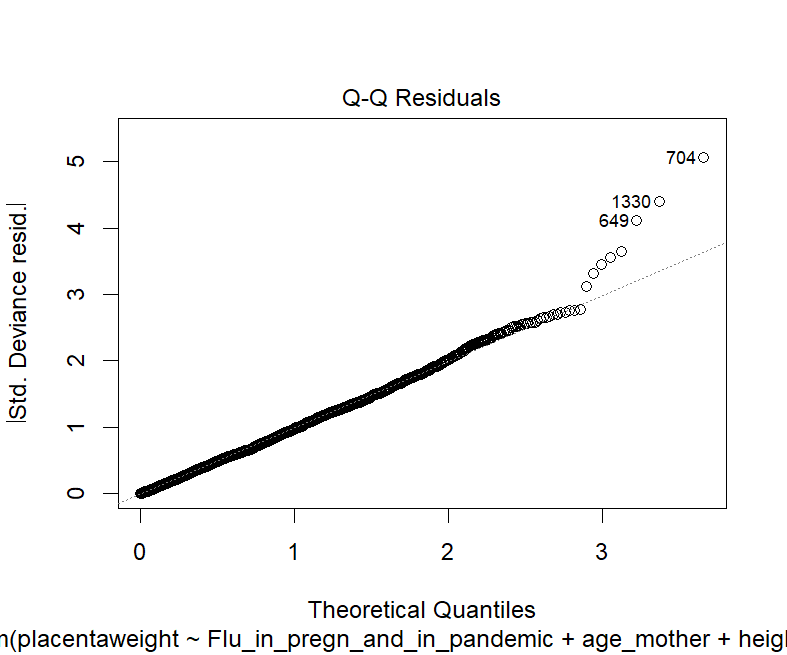 Q-Q Residuals
|Std. Deviance resid.|
5
4
3
2
1
0
704
1330
649
0 1 2 3
Theoretical Quantiles
m(placentaweight ~ Flu_in_pregn_and_in_pandemic + age_mother + heigh